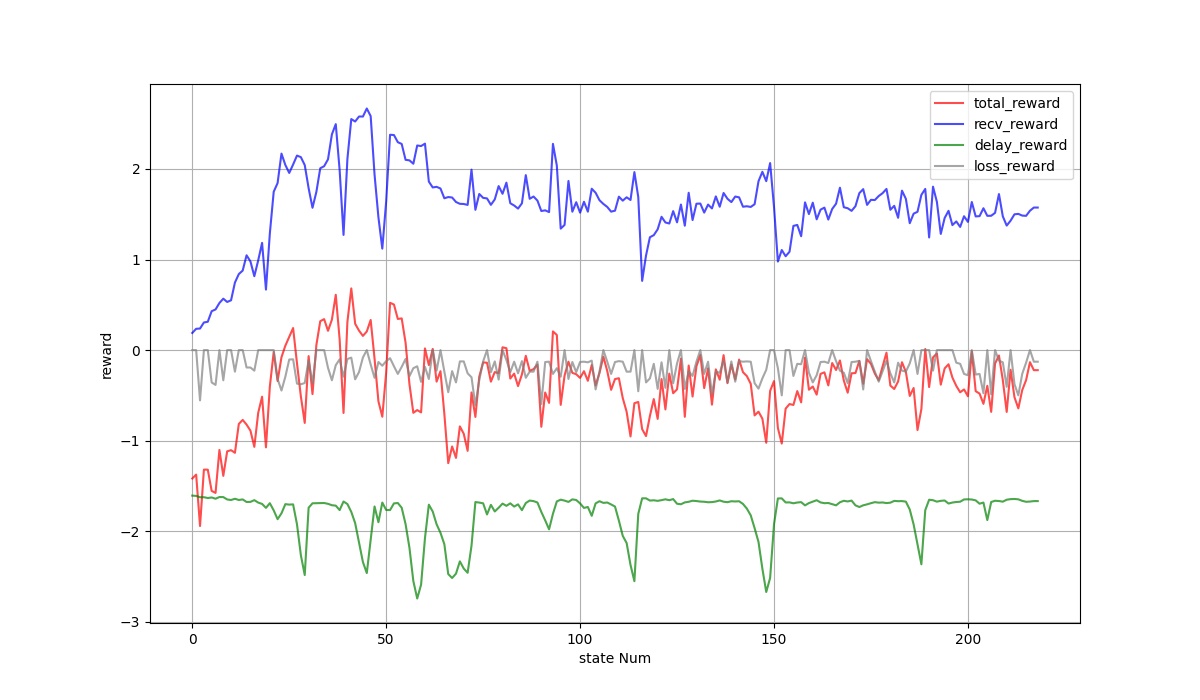 total_reward
recv_reward
delay_reward
loss_reward
2
1
0
−1
−2
−3
reward
0 50 100 150 200
state Num